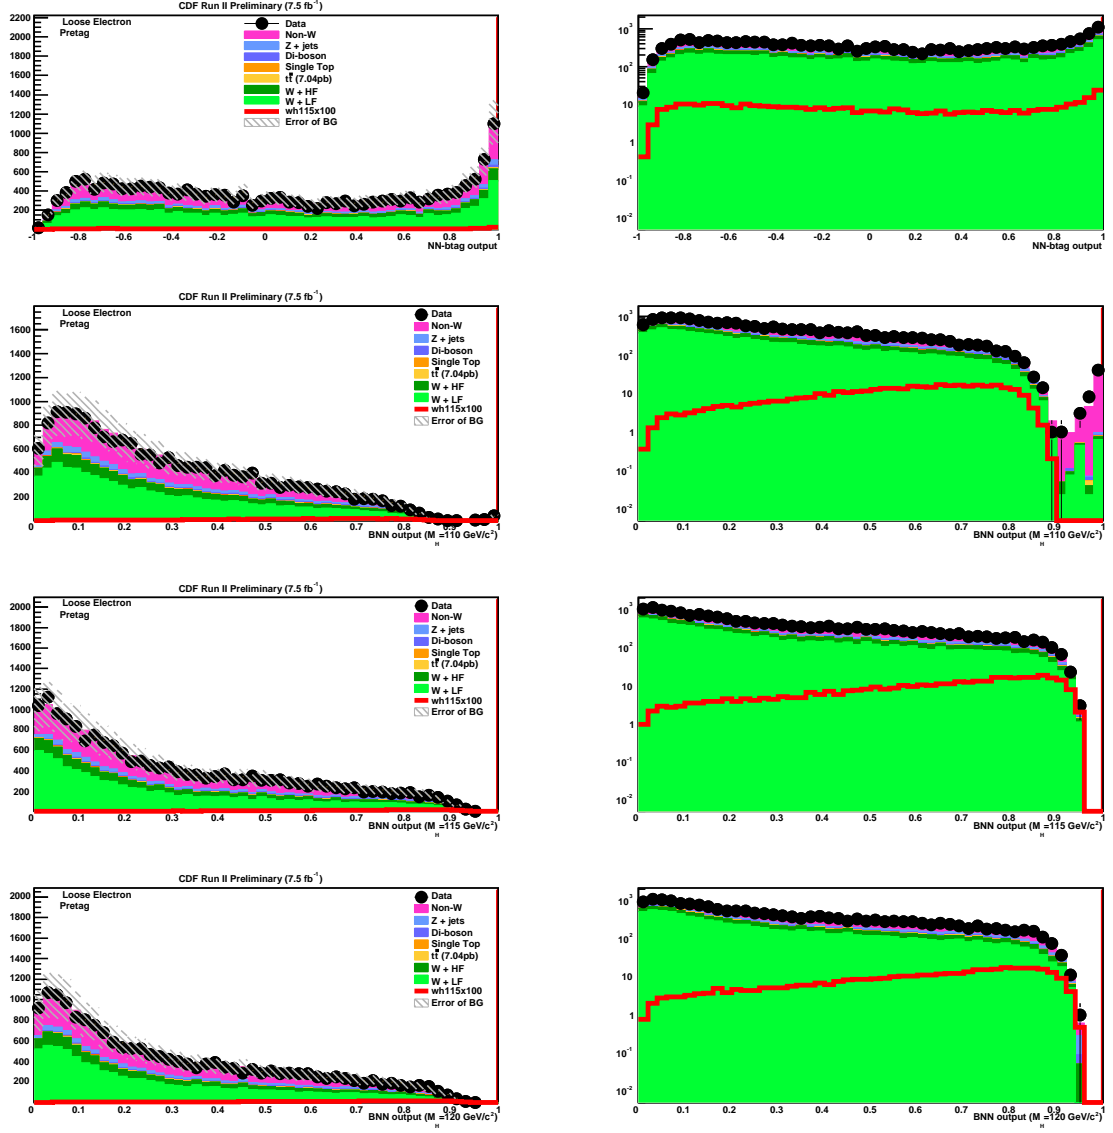 CDF Run II Preliminary (7.5 fb⁻¹)
Loose Electron
Pretag
Data
Non-W
Z + jets
Di-boson
Single Top
tt̄ (7.04pb)
W + HF
W + LF
wh115x100
Error of BG
2200
2000
1800
1600
1400
1200
1000
800
600
400
200
-1 -0.8 -0.6 -0.4 -0.2 0 0.2 0.4 0.6 0.8 1
NN-btag output
10³
10²
10
1
10⁻¹
10⁻²
-1 -0.8 -0.6 -0.4 -0.2 0 0.2 0.4 0.6 0.8 1
NN-btag output
CDF Run II Preliminary (7.5 fb⁻¹)
Loose Electron
Pretag
Data
Non-W
Z + jets
Di-boson
Single Top
tt̄ (7.04pb)
W + HF
W + LF
wh115x100
Error of BG
1600
1400
1200
1000
800
600
400
200
0 0.1 0.2 0.3 0.4 0.5 0.6 0.7 0.8 0.9 1
BNN output (M_H =110 GeV/c²)
10³
10²
10
1
10⁻¹
10⁻²
0 0.1 0.2 0.3 0.4 0.5 0.6 0.7 0.8 0.9 1
BNN output (M_H =110 GeV/c²)
CDF Run II Preliminary (7.5 fb⁻¹)
Loose Electron
Pretag
Data
Non-W
Z + jets
Di-boson
Single Top
tt̄ (7.04pb)
W + HF
W + LF
wh115x100
Error of BG
2000
1800
1600
1400
1200
1000
800
600
400
200
0 0.1 0.2 0.3 0.4 0.5 0.6 0.7 0.8 0.9 1
BNN output (M_H =115 GeV/c²)
10³
10²
10
1
10⁻¹
10⁻²
0 0.1 0.2 0.3 0.4 0.5 0.6 0.7 0.8 0.9 1
BNN output (M_H =115 GeV/c²)
CDF Run II Preliminary (7.5 fb⁻¹)
Loose Electron
Pretag
Data
Non-W
Z + jets
Di-boson
Single Top
tt̄ (7.04pb)
W + HF
W + LF
wh115x100
Error of BG
2000
1800
1600
1400
1200
1000
800
600
400
200
0 0.1 0.2 0.3 0.4 0.5 0.6 0.7 0.8 0.9 1
BNN output (M_H =120 GeV/c²)
10³
10²
10
1
10⁻¹
10⁻²
0 0.1 0.2 0.3 0.4 0.5 0.6 0.7 0.8 0.9 1
BNN output (M_H =120 GeV/c²)